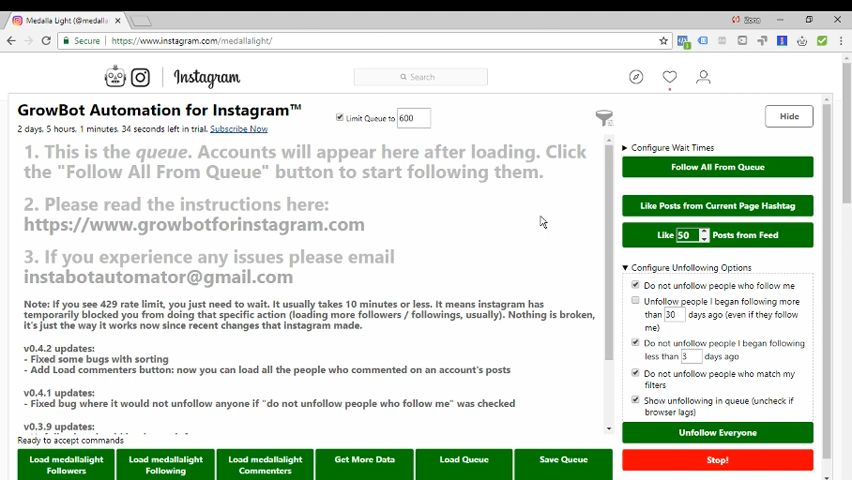 Medalla Light (@medalla
Secure
https://www.instagram.com/medallalight/
Instagram
Search
GrowBot Automation for Instagram™
2 days, 5 hours, 1 minutes, 34 seconds left in trial. Subscribe Now
Limit Queue to 600
Hide
1. This is the queue. Accounts will appear here after loading. Click
the "Follow All From Queue" button to start following them.
2. Please read the instructions here:
https://www.growbotforinstagram.com
3. If you experience any issues please email
instabotautomator@gmail.com
Note: If you see 429 rate limit, you just need to wait. It usually takes 10 minutes or less. It means instagram has
temporarily blocked you from doing that specific action (loading more followers / followings, usually). Nothing is broken,
it's just the way it works now since recent changes that instagram made.
v0.4.2 updates:
- Fixed some bugs with sorting
- Add Load commenters button: now you can load all the people who commented on an account's posts
v0.4.1 updates:
- Fixed bug where it would not unfollow anyone if "do not unfollow people who follow me" was checked
v0.3.9 updates:
Configure Wait Times
Follow All From Queue
Like Posts from Current Page Hashtag
Like 50 Posts from Feed
Configure Unfollowing Options
Do not unfollow people who follow me
Unfollow people I began following more
than 30 days ago (even if they follow
me)
Do not unfollow people I began following
less than 3 days ago
Do not unfollow people who match my
filters
Show unfollowing in queue (uncheck if
browser lags)
Unfollow Everyone
Stop!
Ready to accept commands
Load medallalight
Followers
Load medallalight
Following
Load medallalight
Commenters
Get More Data
Load Queue
Save Queue